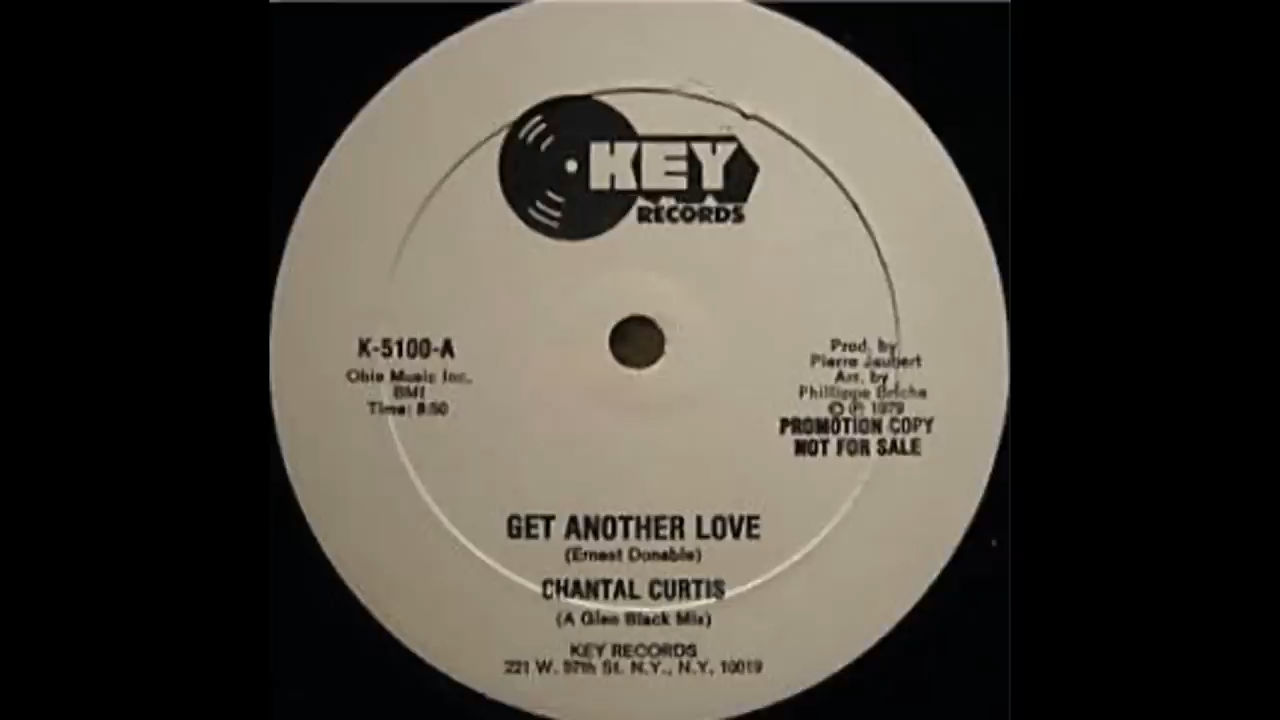 KEY
RECORDS
K-5100-A
Obie Music Inc.
BMI
Time: 8:50
Prod. by
Pierre Jaubert
Arr. by
Phillippe Briche
© ℗ 1979
PROMOTION COPY
NOT FOR SALE
GET ANOTHER LOVE
(Ernest Donable)
CHANTAL CURTIS
(A Glen Black Mix)
KEY RECORDS
221 W. 57th St. N.Y., N.Y. 10019